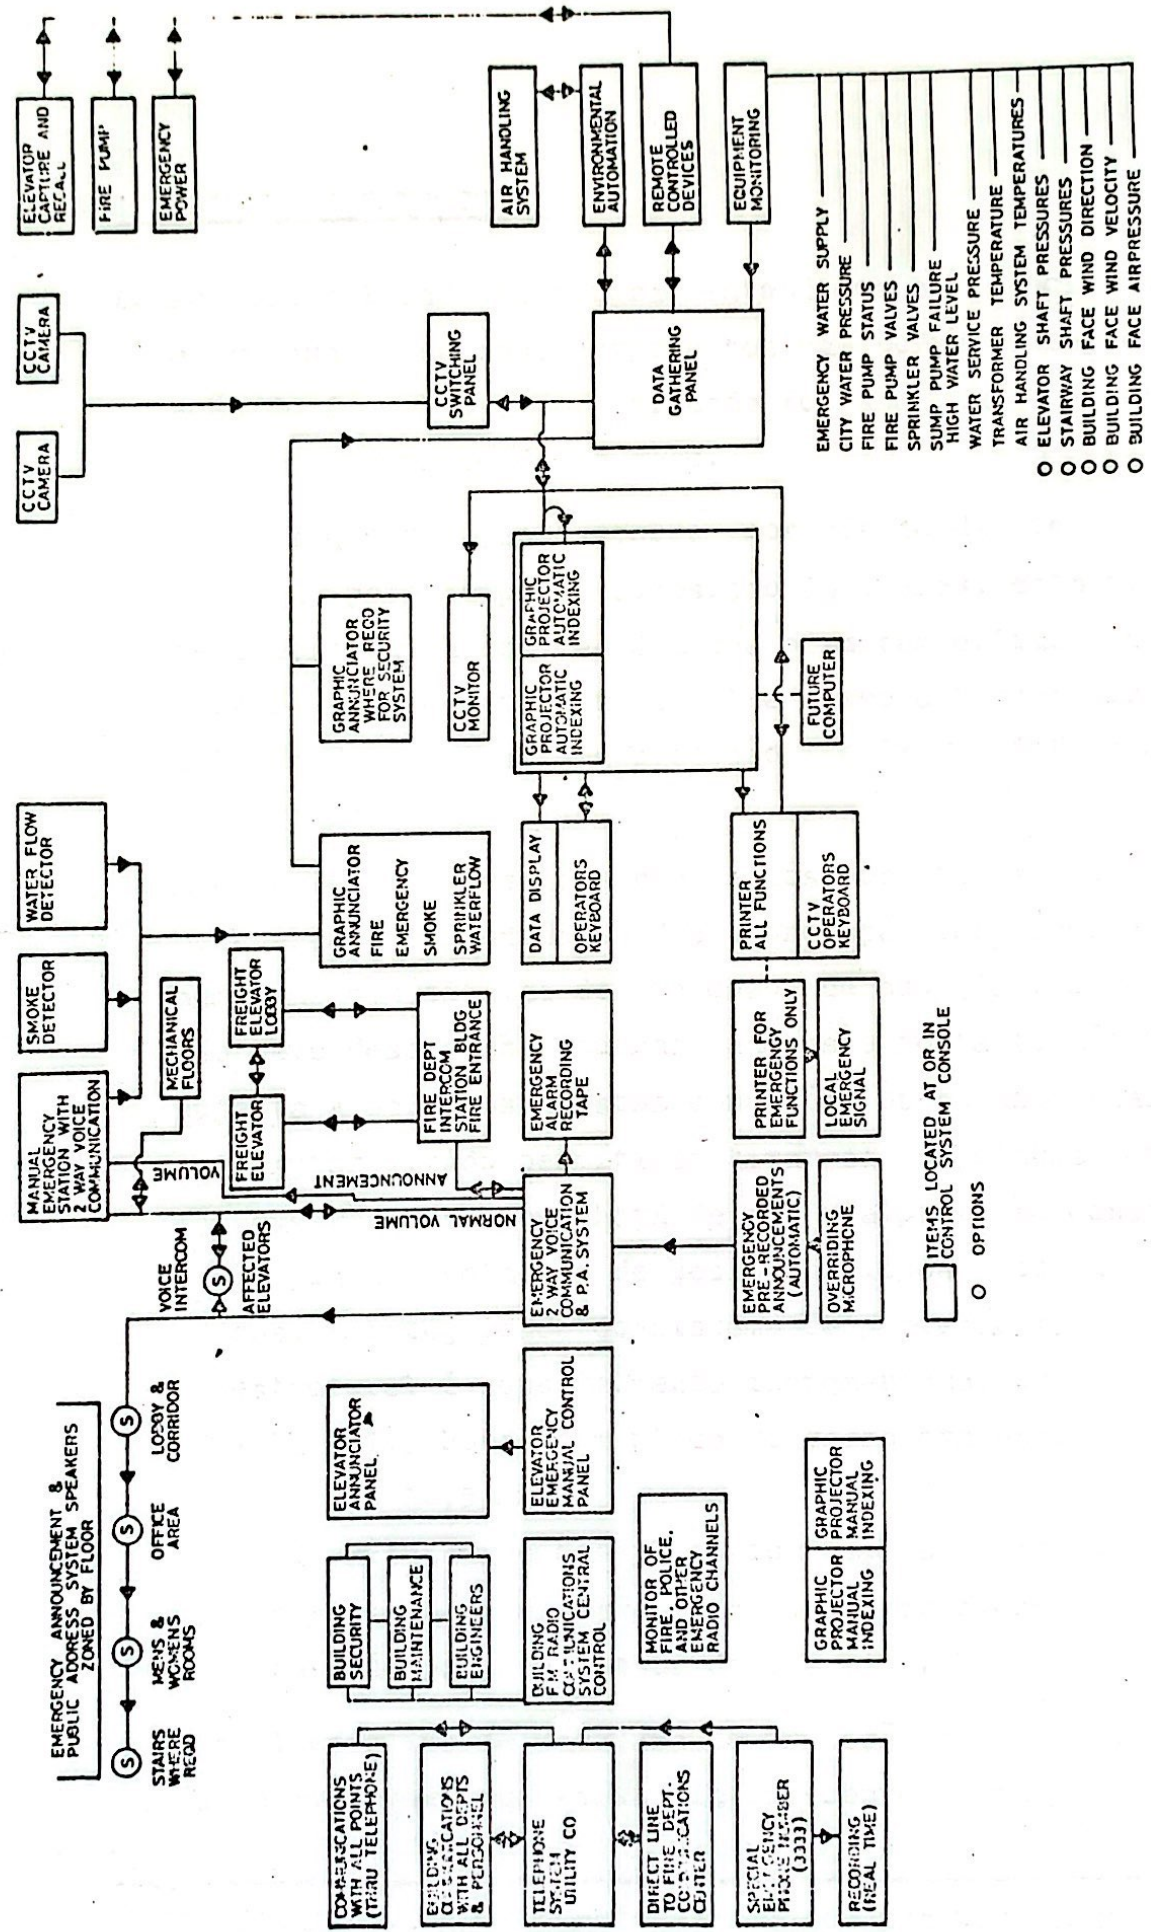 EMERGENCY ANNOUNCEMENT &
PUBLIC ADDRESS SYSTEM SPEAKERS
ZONED BY FLOOR
S
S
S
S
STAIRS
WHERE
REQD
MENS &
WOMENS
ROOMS
OFFICE
AREA
LOBBY &
CORRIDOR
VOICE
INTERCOM
S
AFFECTED
ELEVATORS
MANUAL
EMERGENCY
STATION WITH
2 WAY VOICE
COMMUNICATION
SMOKE
DETECTOR
WATER FLOW
DETECTOR
MECHANICAL
FLOORS
CCTV
CAMERA
CCTV
CAMERA
ELEVATOR
CAPTURE AND
RECALL
FIRE PUMP
EMERGENCY
POWER
VOLUME
ANNOUNCEMENT
NORMAL VOLUME
FREIGHT
ELEVATOR
FREIGHT
ELEVATOR
LOBBY
COMMUNICATIONS
WITH ALL POINTS
(THRU TELEPHONE)
BUILDING
SECURITY
BUILDING
MAINTENANCE
BUILDING
ENGINEERS
ELEVATOR
ANNUNCIATOR
PANEL
GRAPHIC
ANNUNCIATOR
FIRE
EMERGENCY
SMOKE
SPRINKLER
WATERFLOW
GRAPHIC
ANNUNCIATOR
WHERE REQD
FOR SECURITY
SYSTEM
BUILDING
COMMUNICATIONS
WITH ALL DEPTS
& PERSONNEL
FIRE DEPT
INTERCOM
STATION BLDG
FIRE ENTRANCE
CCTV
MONITOR
CCTV
SWITCHING
PANEL
AIR HANDLING
SYSTEM
TELEPHONE
SYSTEM
UTILITY CO
BUILDING
F.M. RADIO
COMMUNICATIONS
SYSTEM CENTRAL
CONTROL
ELEVATOR
EMERGENCY
MANUAL CONTROL
PANEL
EMERGENCY
2 WAY VOICE
COMMUNICATION
& P.A. SYSTEM
EMERGENCY
ALARM
RECORDING
TAPE
DATA DISPLAY
OPERATORS
KEYBOARD
GRAPHIC
PROJECTOR
AUTOMATIC
INDEXING
GRAPHIC
PROJECTOR
AUTOMATIC
INDEXING
ENVIRONMENTAL
AUTOMATION
REMOTE
CONTROLLED
DEVICES
DATA
GATHERING
PANEL
EQUIPMENT
MONITORING
DIRECT LINE
TO FIRE DEPT.
COMMUNICATIONS
CENTER
MONITOR OF
FIRE, POLICE,
AND OTHER
EMERGENCY
RADIO CHANNELS
SPECIAL
EMERGENCY
PHONE NUMBER
(3333)
RECORDING
(REAL TIME)
GRAPHIC
PROJECTOR
MANUAL
INDEXING
GRAPHIC
PROJECTOR
MANUAL
INDEXING
EMERGENCY
PRE-RECORDED
ANNOUNCEMENTS
(AUTOMATIC)
OVERRIDING
MICROPHONE
PRINTER FOR
EMERGENCY
FUNCTIONS ONLY
LOCAL
EMERGENCY
SIGNAL
PRINTER
ALL FUNCTIONS
CCTV
OPERATORS
KEYBOARD
FUTURE
COMPUTER
EMERGENCY WATER SUPPLY
CITY WATER PRESSURE
FIRE PUMP STATUS
FIRE PUMP VALVES
SPRINKLER VALVES
SUMP PUMP FAILURE
HIGH WATER LEVEL
WATER SERVICE PRESSURE
TRANSFORMER TEMPERATURE
AIR HANDLING SYSTEM TEMPERATURES
O ELEVATOR SHAFT PRESSURES
O STAIRWAY SHAFT PRESSURES
O BUILDING FACE WIND DIRECTION
O BUILDING FACE WIND VELOCITY
O BUILDING FACE AIRPRESSURE
ITEMS LOCATED AT OR IN
CONTROL SYSTEM CONSOLE
O OPTIONS